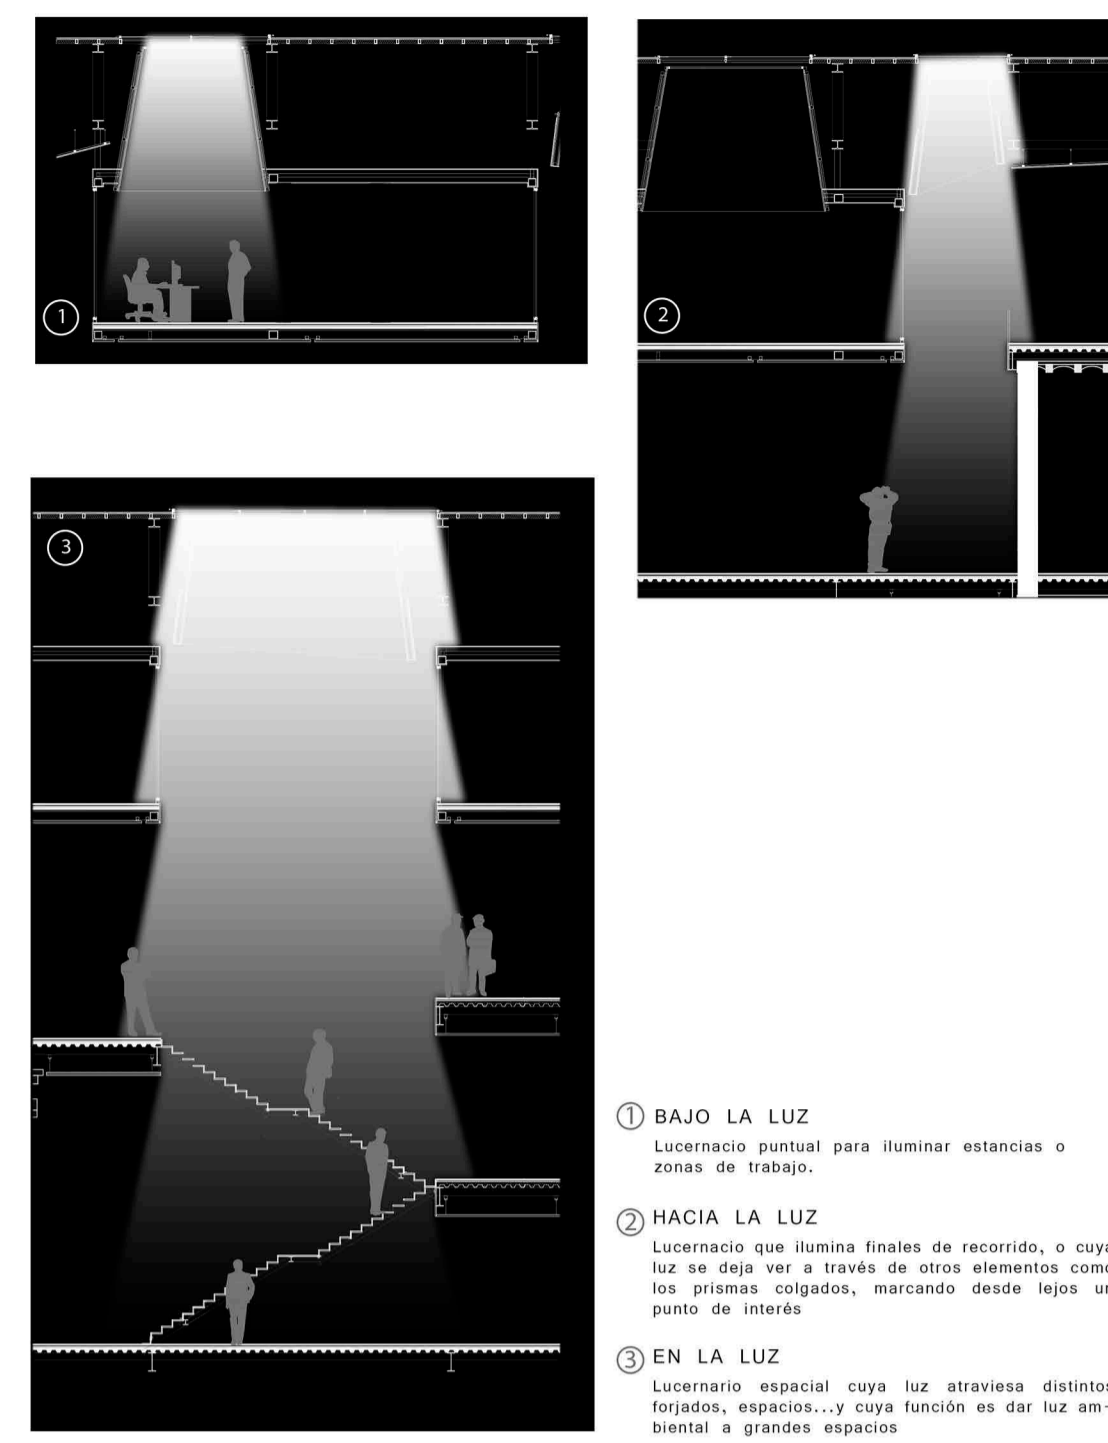 1
2
3
1 BAJO LA LUZ
Lucernacio puntual para iluminar estancias o
zonas de trabajo.
2 HACIA LA LUZ
Lucernacio que ilumina finales de recorrido, o cuya
luz se deja ver a través de otros elementos como
los prismas colgados, marcando desde lejos un
punto de interés
3 EN LA LUZ
Lucernario espacial cuya luz atraviesa distintos
forjados, espacios...y cuya función es dar luz am-
biental a grandes espacios